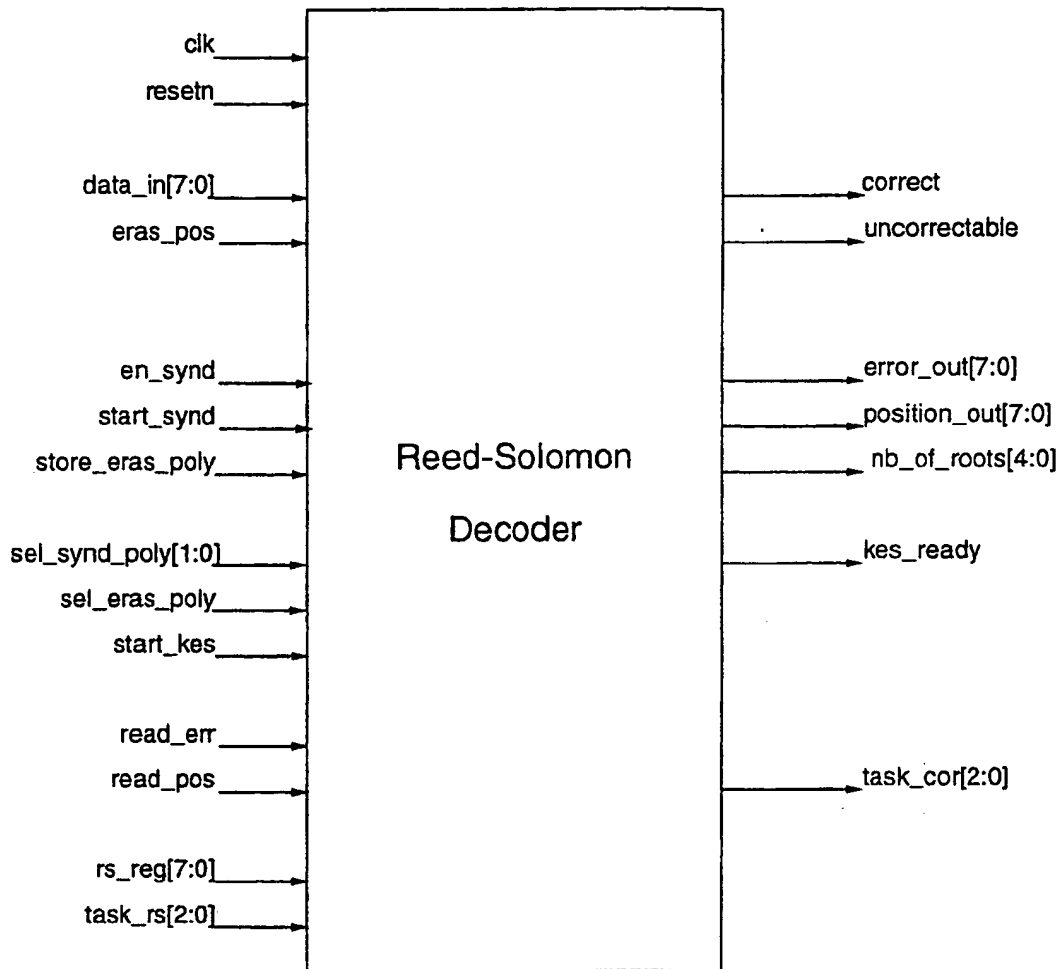 clk
resetn
data_in[7:0]
eras_pos
en_synd
start_synd
store_eras_poly
sel_synd_poly[1:0]
sel_eras_poly
start_kes
read_err
read_pos
rs_reg[7:0]
task_rs[2:0]
Reed-Solomon
Decoder
correct
uncorrectable
error_out[7:0]
position_out[7:0]
nb_of_roots[4:0]
kes_ready
task_cor[2:0]